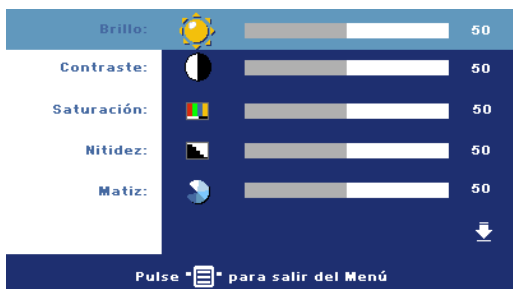 Brillo: 50
Contraste: 50
Saturación: 50
Nitidez: 50
Matiz: 50
Pulse "" para salir del Menú